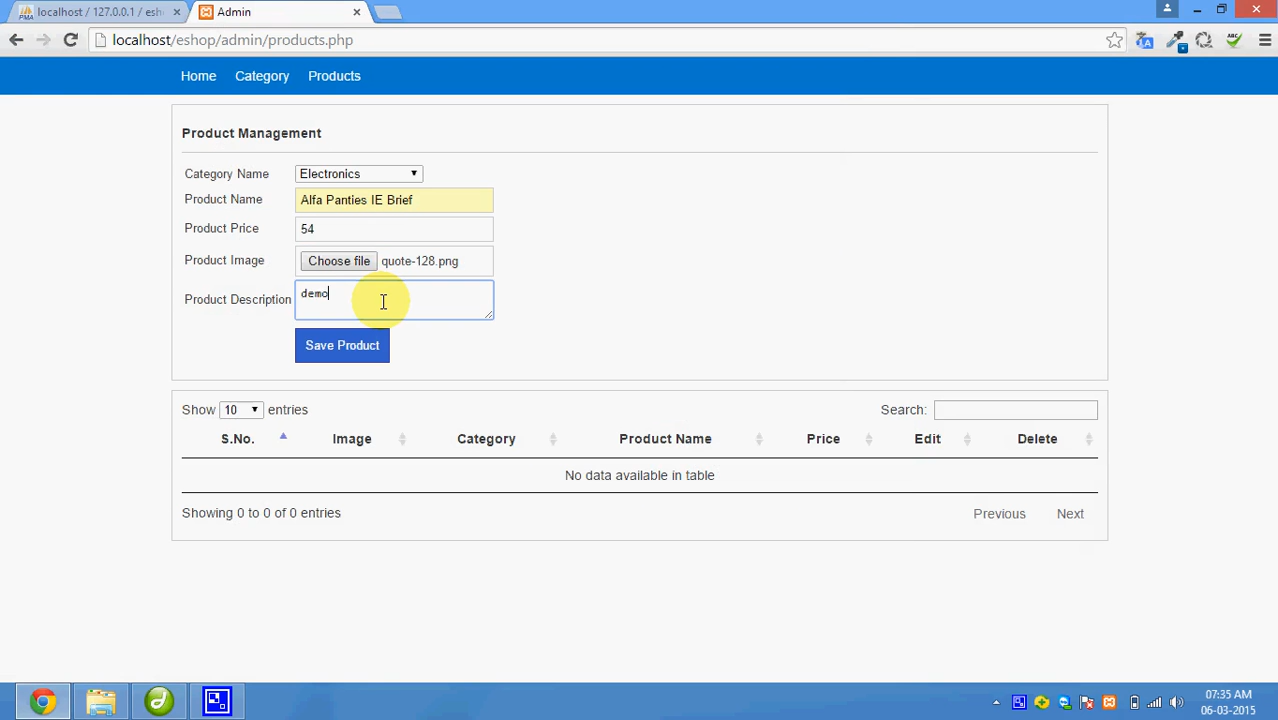 localhost / 127.0.0.1 / esh
Admin
localhost/eshop/admin/products.php
Home Category Products
Product Management
Category Name Electronics
Product Name Alfa Panties IE Brief
Product Price 54
Product Image Choose file quote-128.png
Product Description demo
Save Product
Show 10 entries Search:
S.No. Image Category Product Name Price Edit Delete
No data available in table
Showing 0 to 0 of 0 entries Previous Next
07:35 AM
06-03-2015